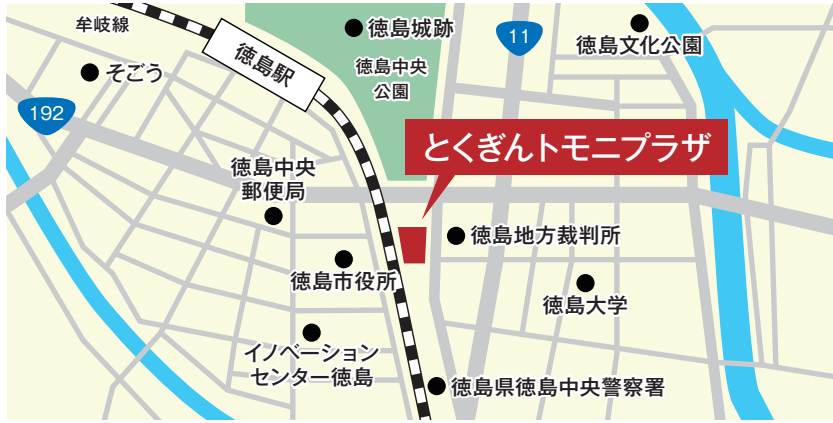 牟岐線
徳島城跡
11
徳島文化公園
徳島駅
徳島中央
公園
そごう
192
とくぎんトモニプラザ
徳島中央
郵便局
徳島地方裁判所
徳島市役所
徳島大学
イノベーション
センター徳島
徳島県徳島中央警察署